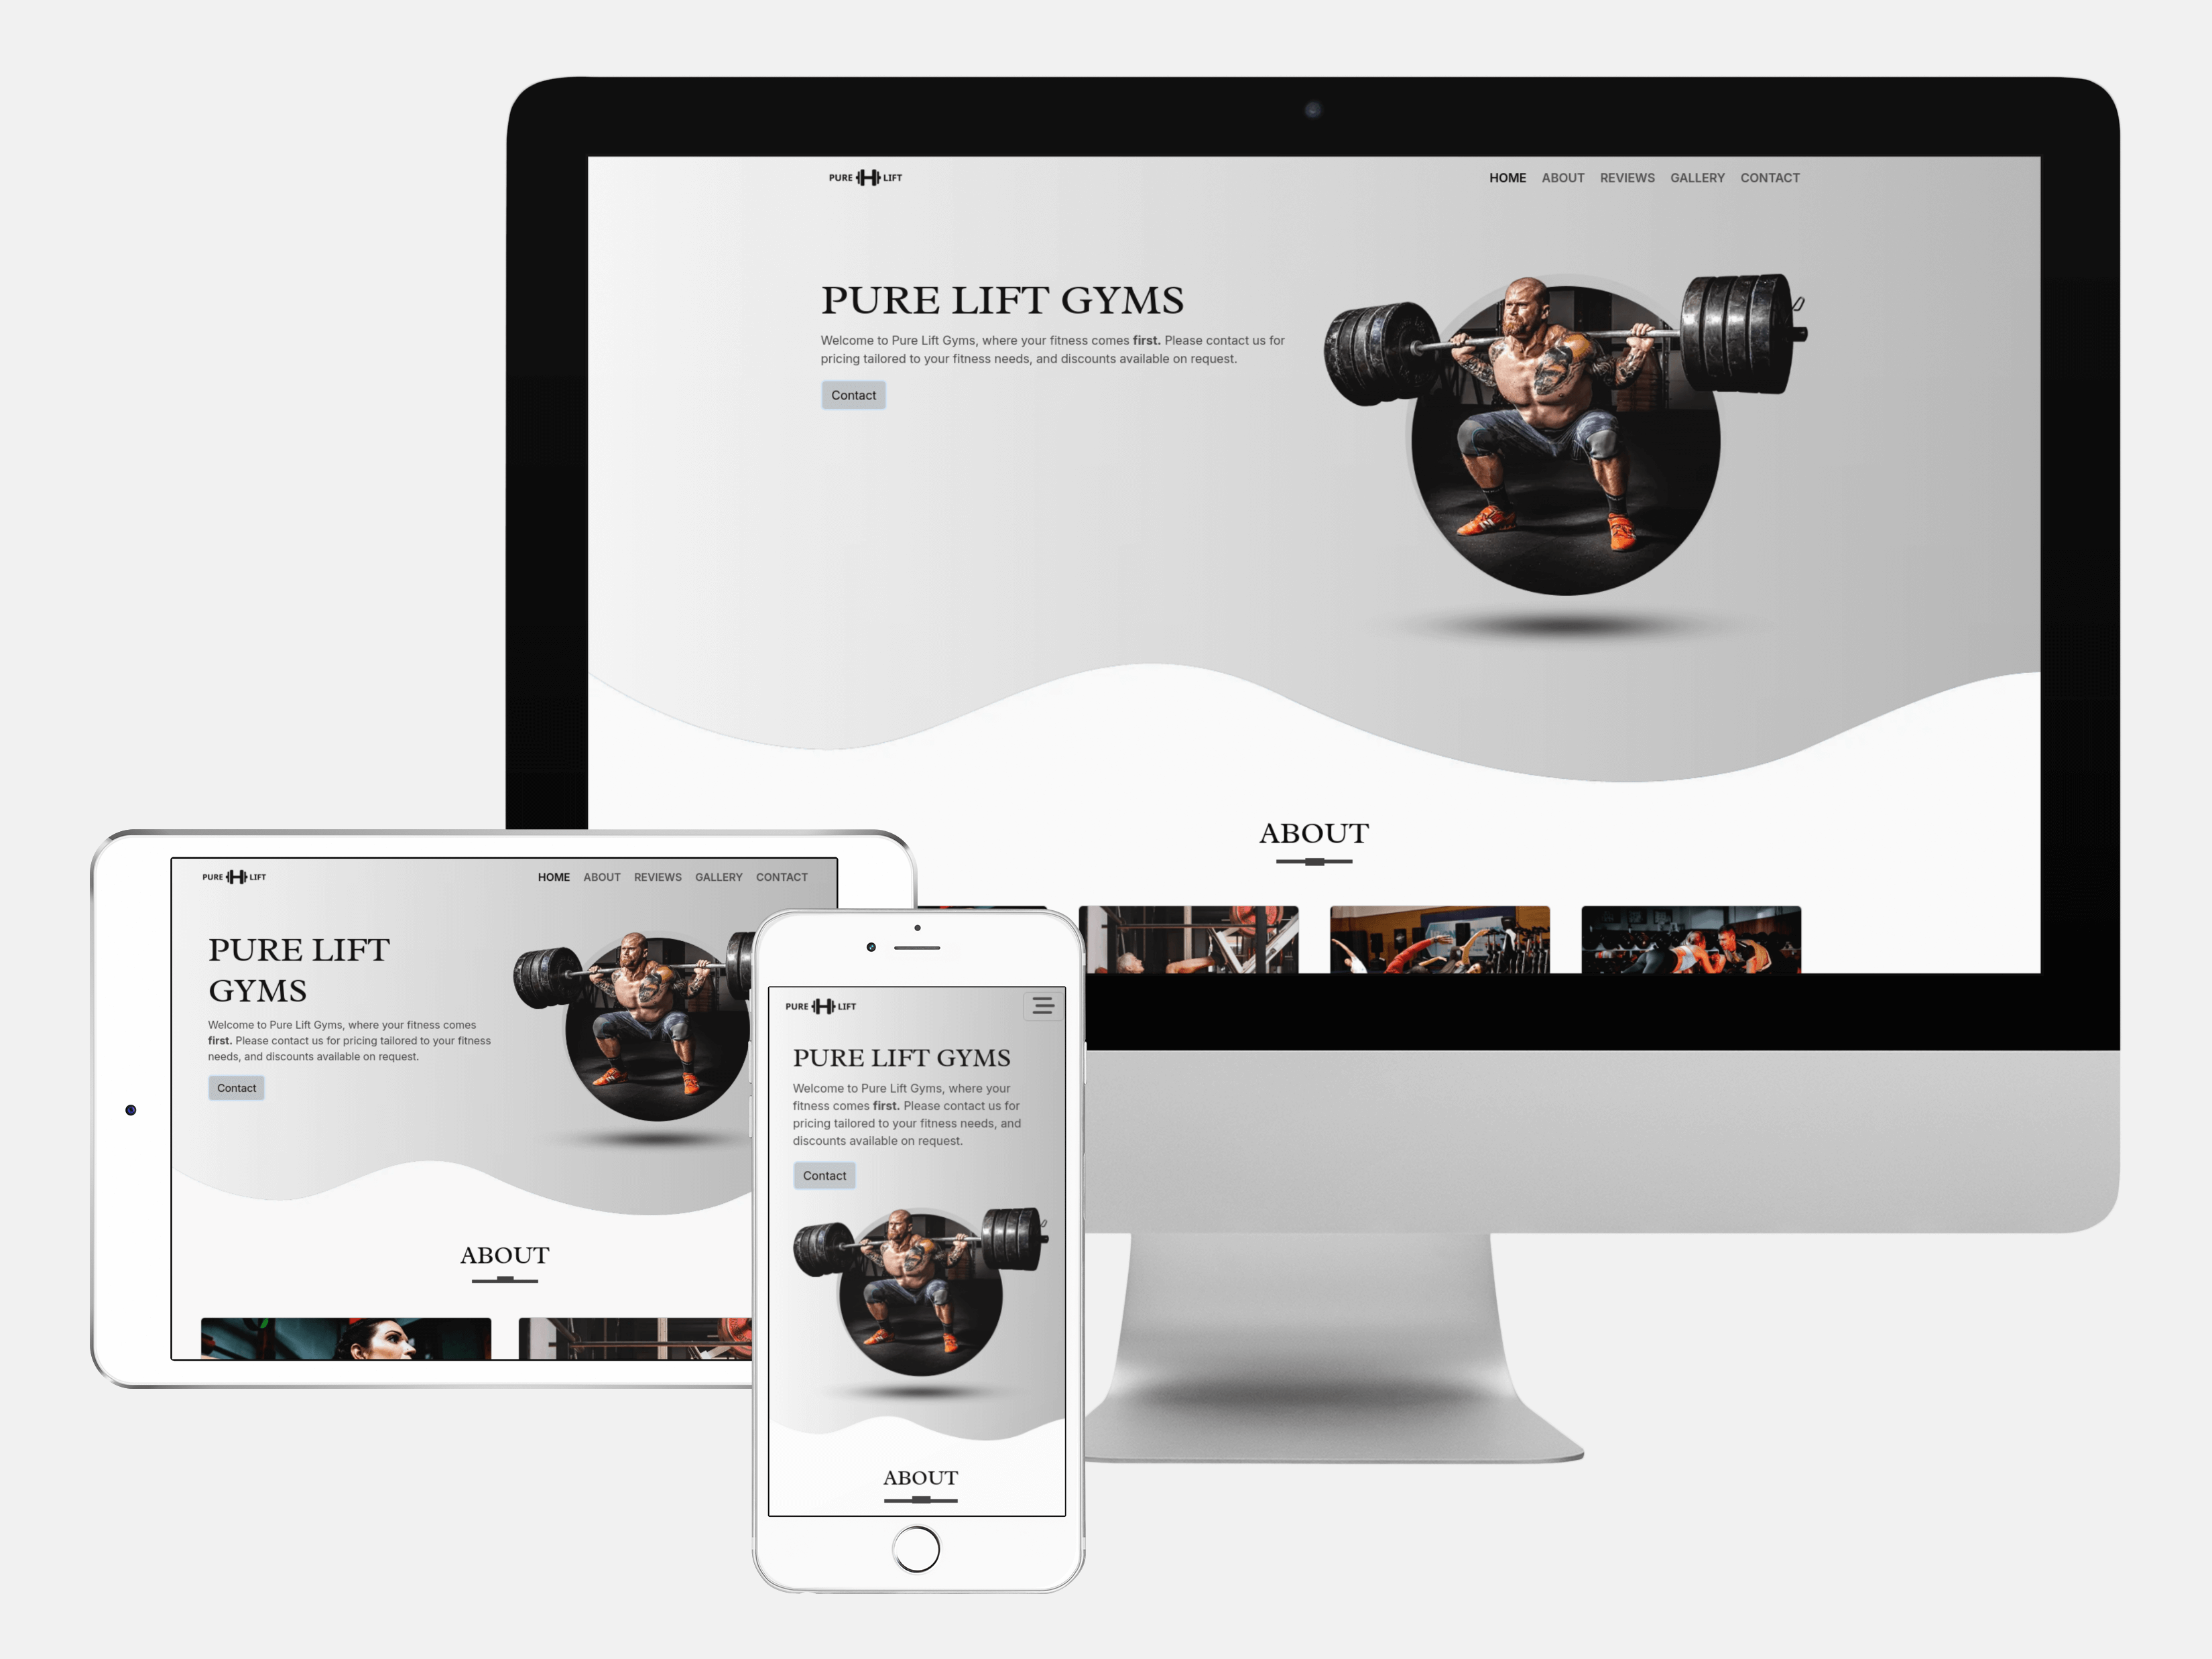 PURE LIFT
HOME ABOUT REVIEWS GALLERY CONTACT
PURE LIFT GYMS
Welcome to Pure Lift Gyms, where your fitness comes first. Please contact us for
pricing tailored to your fitness needs, and discounts available on request.
Contact
ABOUT
PURE LIFT
HOME ABOUT REVIEWS GALLERY CONTACT
PURE LIFT
GYMS
Welcome to Pure Lift Gyms, where your fitness comes
first. Please contact us for pricing tailored to your fitness
needs, and discounts available on request.
Contact
ABOUT
PURE LIFT
PURE LIFT GYMS
Welcome to Pure Lift Gyms, where your
fitness comes first. Please contact us for
pricing tailored to your fitness needs, and
discounts available on request.
Contact
ABOUT